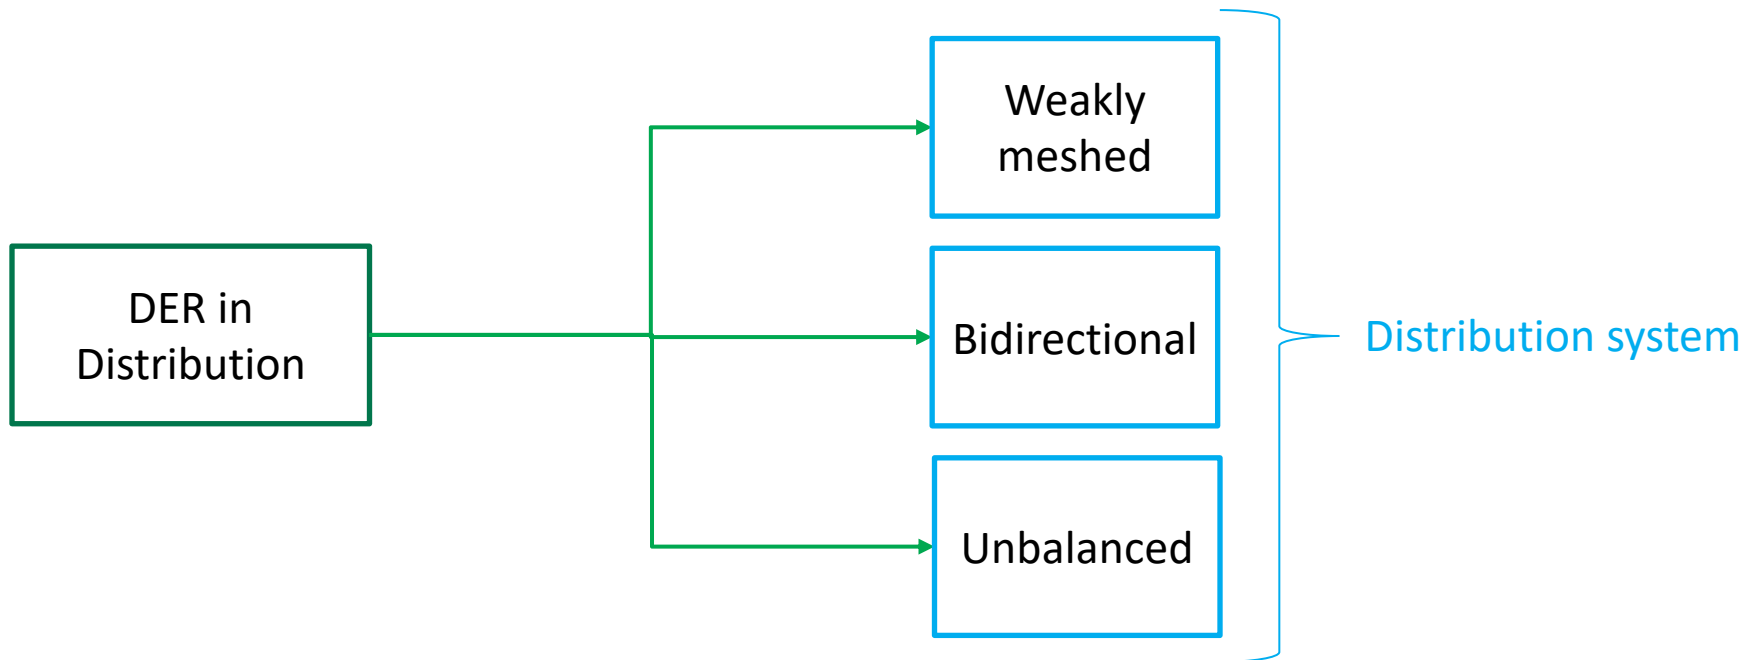 DER in
Distribution
Weakly
meshed
Bidirectional
Unbalanced
Distribution system